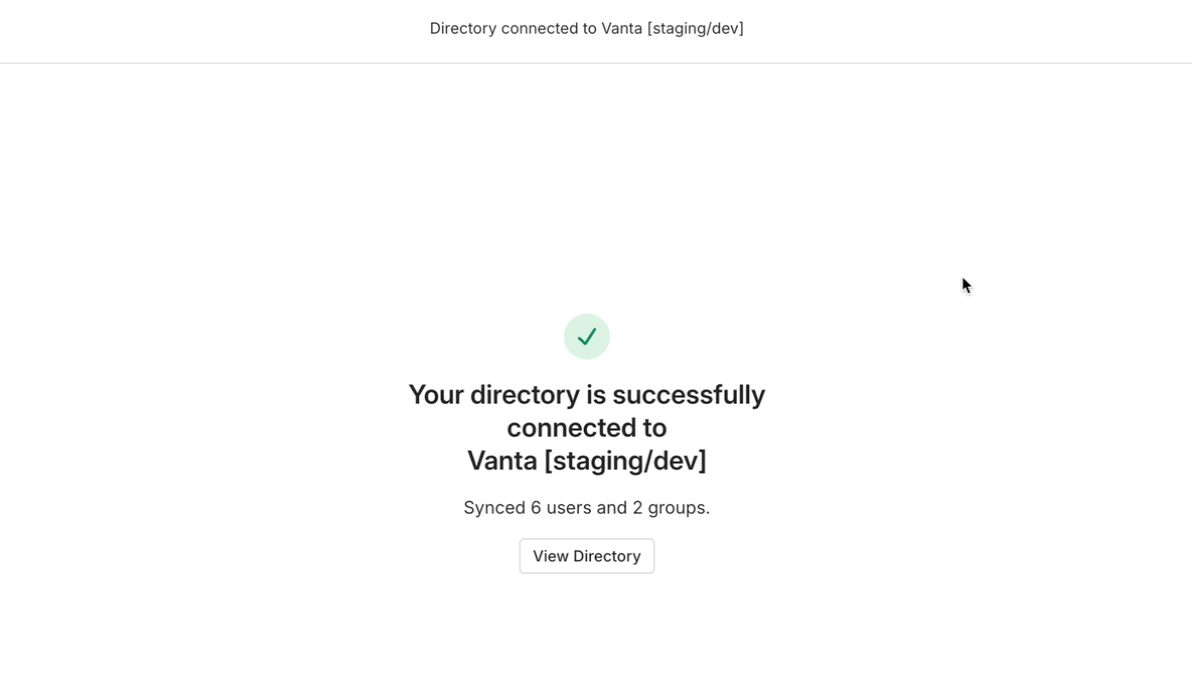 Directory connected to Vanta [staging/dev]
Your directory is successfully
connected to
Vanta [staging/dev]
Synced 6 users and 2 groups.
View Directory